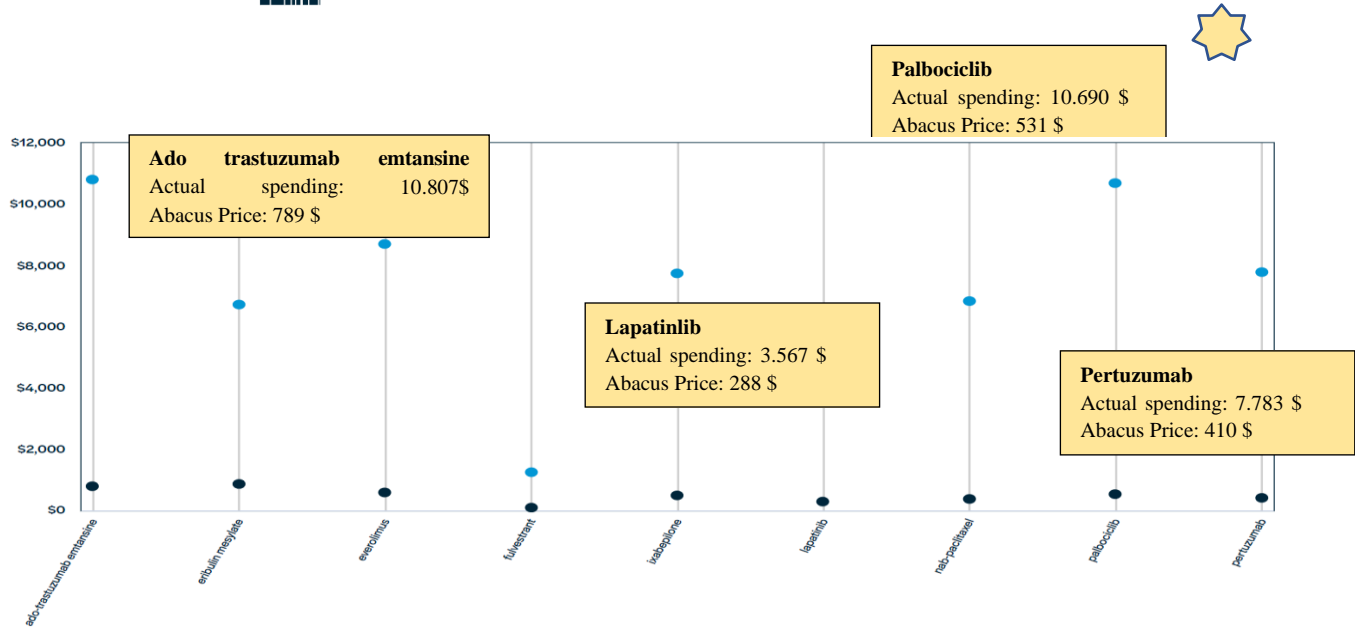 Palbociclib
Actual spending: 10.690 $
Abacus Price: 531 $
Ado trastuzumab emtansine
Actual spending: 10.807$
Abacus Price: 789 $
Lapatinlib
Actual spending: 3.567 $
Abacus Price: 288 $
Pertuzumab
Actual spending: 7.783 $
Abacus Price: 410 $
$12,000
$10,000
$8,000
$6,000
$4,000
$2,000
$0
ado-trastuzumab emtansine
eribulin mesylate
everolimus
fulvestrant
ixabepilone
lapatinib
nab-paclitaxel
palbociclib
pertuzumab